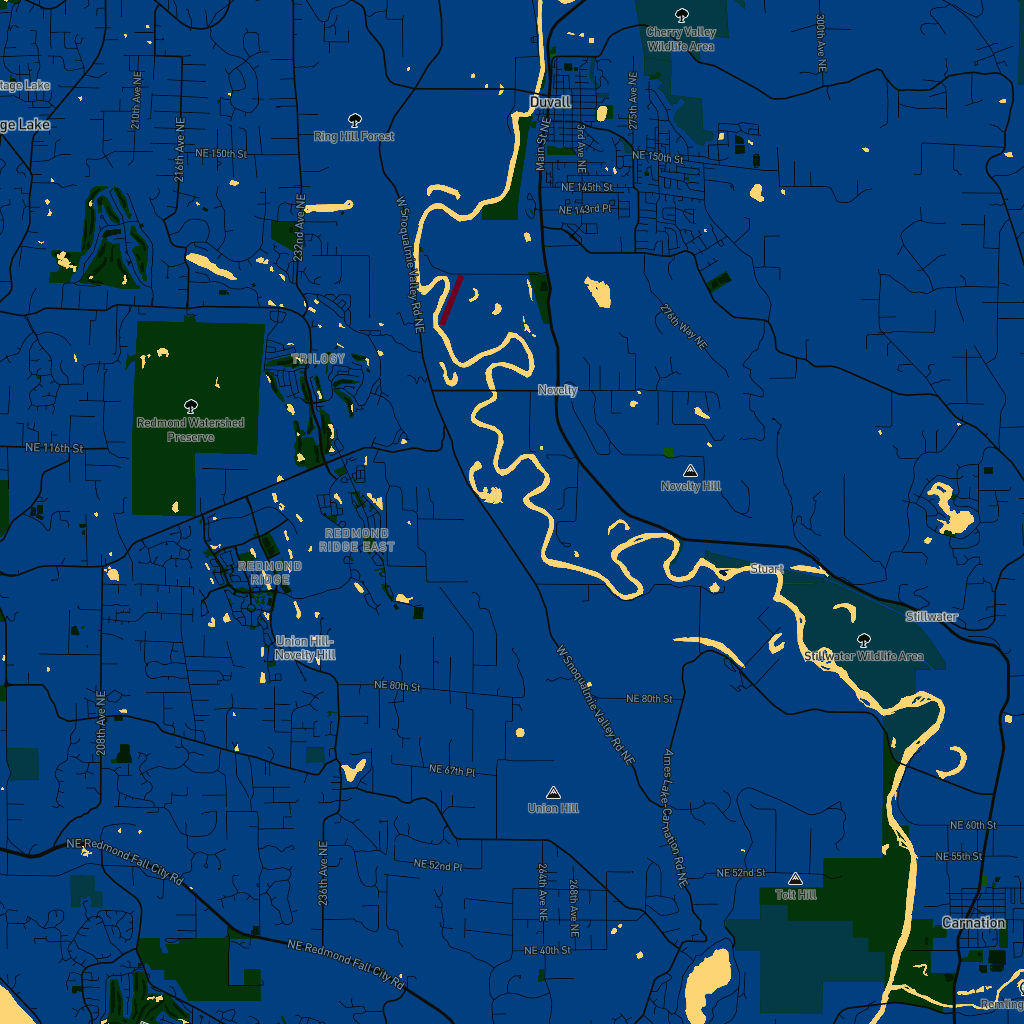 Cherry Valley
Wildlife Area
300th Ave NE
tage Lake
Duvall
210th Ave NE
275th Ave NE
ge Lake
Ring Hill Forest
Main St NE
3rd Ave NE
216th Ave NE
NE 150th St
NE 150th St
NE 145th St
NE 143rd Pl
232nd Ave NE
W Snoqualmie Valley Rd NE
276th Way NE
TRILOGY
Novelty
Redmond Watershed
Preserve
NE 116th St
Novelty Hill
REDMOND
RIDGE EAST
REDMOND
RIDGE
Stuart
Stillwater
Union Hill-
Novelty Hill
Stillwater Wildlife Area
W Snoqualmie Valley Rd NE
NE 80th St
NE 80th St
208th Ave NE
NE 67th Pl
Ames Lake-Carnation Rd NE
Union Hill
NE 60th St
NE Redmond Fall City Rd
236th Ave NE
NE 52nd Pl
264th Ave NE
268th Ave NE
NE 52nd St
NE 55th St
Tolt Hill
Carnation
NE Redmond Fall City Rd
NE 40th St
Remling